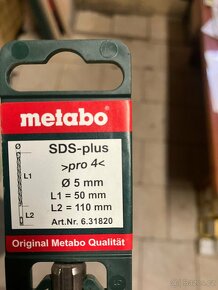 metabo
SDS-plus
>pro 4<
Ø
L1
L2
Ø 5 mm
L1 = 50 mm
L2 = 110 mm
Art.Nr. 6.31820
Original Metabo Qualität